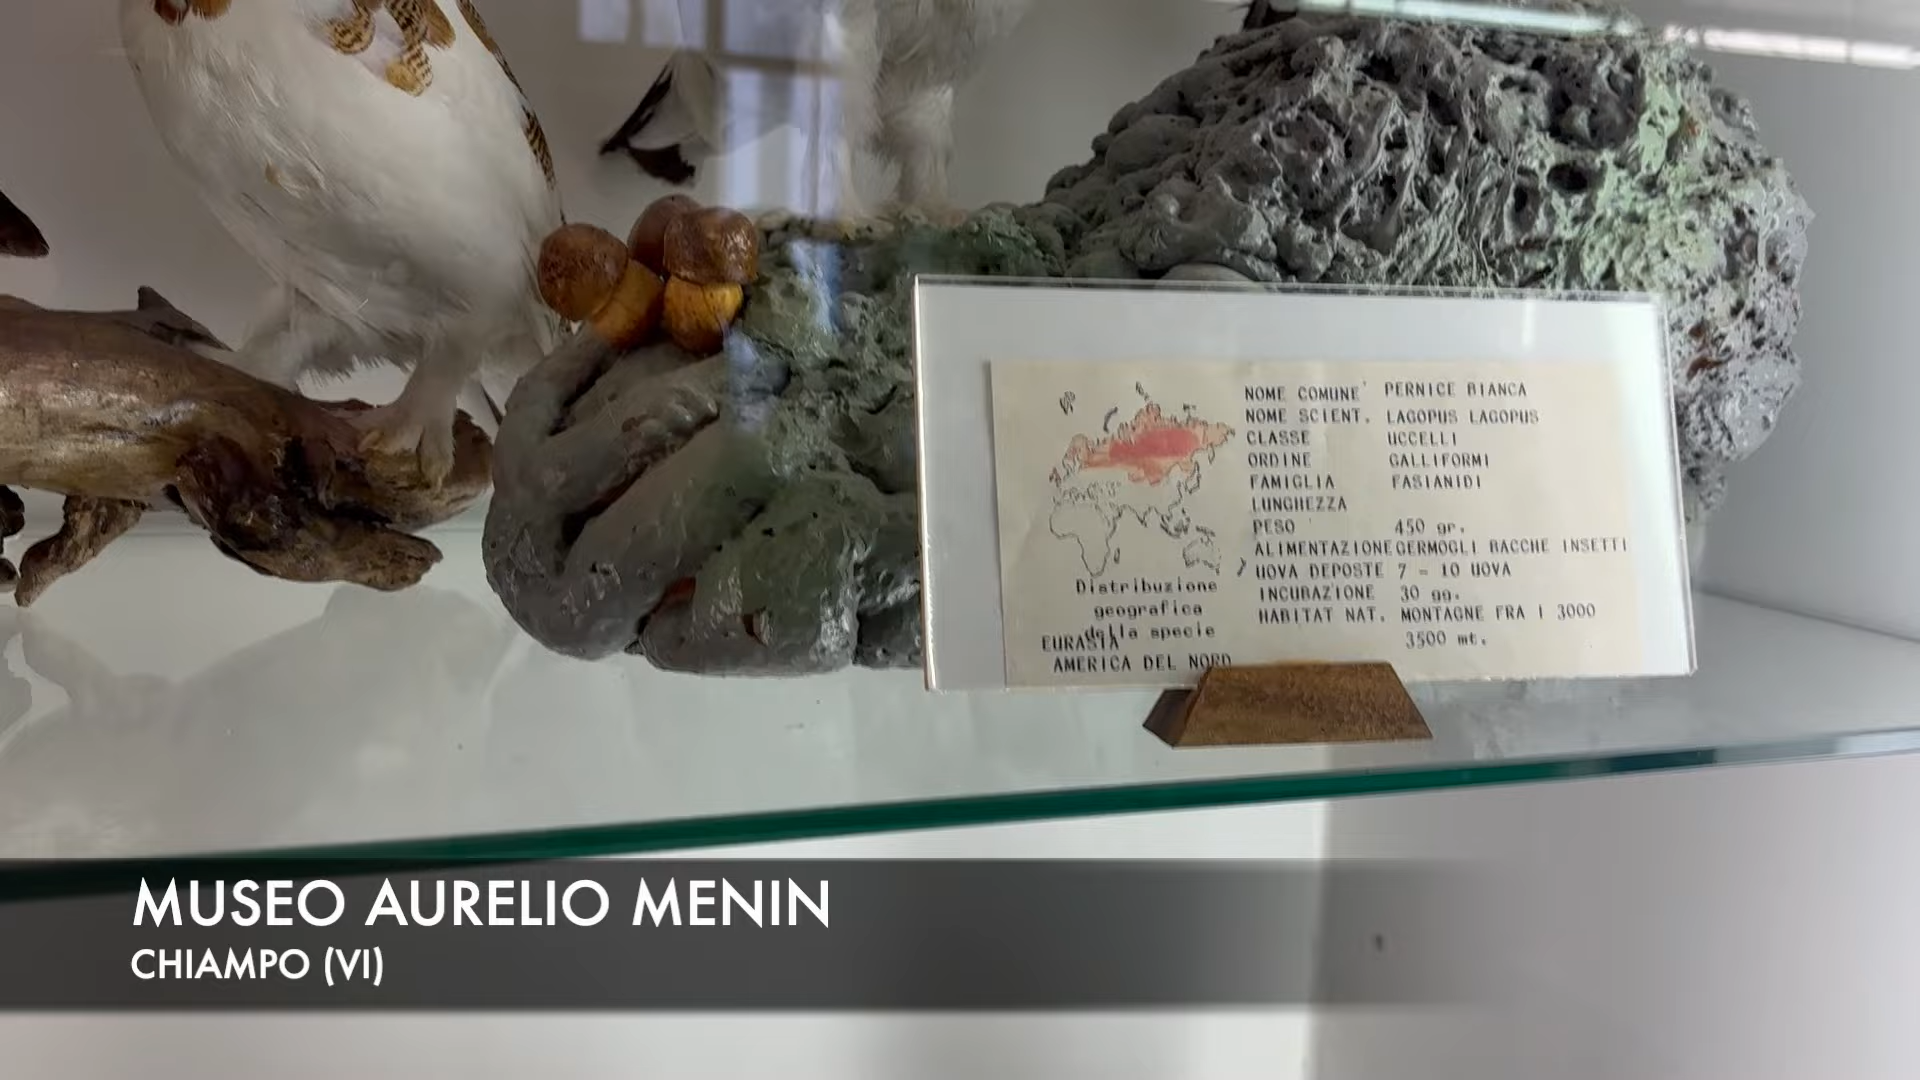 NOME COMUNE PERNICE BIANCA
NOME SCIENT. LAGOPUS LAGOPUS
CLASSE UCCELLI
ORDINE GALLIFORMI
FAMIGLIA FASIANIDI
LUNGHEZZA
PESO 450 gr.
ALIMENTAZIONE GERMOGLI BACCHE INSETTI
UOVA DEPOSTE 7 - 10 UOVA
INCUBAZIONE 30 gg.
HABITAT NAT. MONTAGNE FRA I 3000
3500 mt.
Distribuzione
geografica
della specie
EURASIA
AMERICA DEL NORD
MUSEO AURELIO MENIN
CHIAMPO (VI)